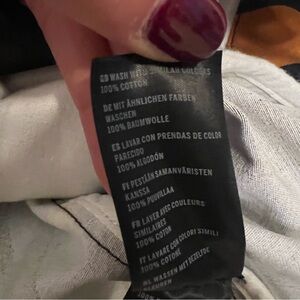 GB WASH WITH SIMILAR COLOURS
100% COTTON
DE MIT ÄHNLICHEN FARBEN
WASCHEN
100% BAUMWOLLE
ES LAVAR CON PRENDAS DE COLOR
PARECIDO
100% ALGODÓN
FI PESTÄÄN SAMANVÄRISTEN
KANSSA
100% PUUVILLAA
FR LAVER AVEC COULEURS
SIMILAIRES
100% COTON
IT LAVARE CON COLORI SIMILI
100% COTONE
NL WASSEN MET DEZELFDE